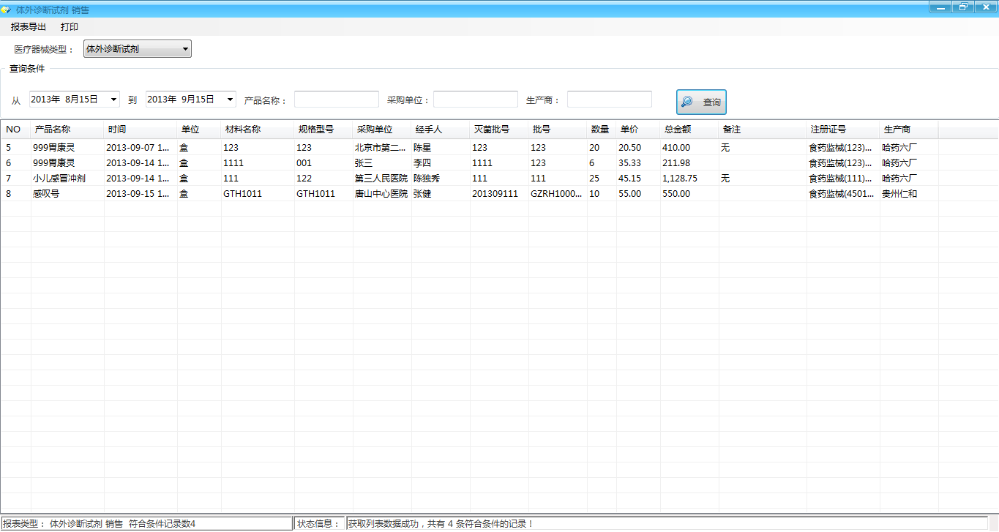 体外诊断试剂 销售
报表导出 打印
医疗器械类型： 体外诊断试剂
查询条件
从 2013年 8月15日 到 2013年 9月15日 产品名称： 采购单位： 生产商： 查询
NO 产品名称 时间 单位 材料名称 规格型号 采购单位 经手人 灭菌批号 批号 数量 单价 总金额 备注 注册证号 生产商
5 999胃康灵 2013-09-07 1... 盒 123 123 北京市第二... 陈星 123 123 20 20.50 410.00 无 食药监械(123)... 哈药六厂
6 999胃康灵 2013-09-14 1... 盒 1111 001 张三 李四 1111 123 6 35.33 211.98 食药监械(123)... 哈药六厂
7 小儿感冒冲剂 2013-09-14 1... 盒 111 122 第三人民医院 陈独秀 111 111 25 45.15 1,128.75 无 食药监械(111)... 哈药六厂
8 感叹号 2013-09-15 1... 盒 GTH1011 GTH1011 唐山中心医院 张健 201309111 GZRH1000... 10 55.00 550.00 食药监械(4501... 贵州仁和
报表类型： 体外诊断试剂 销售 符合条件记录数4 状态信息： 获取列表数据成功，共有 4 条符合条件的记录！